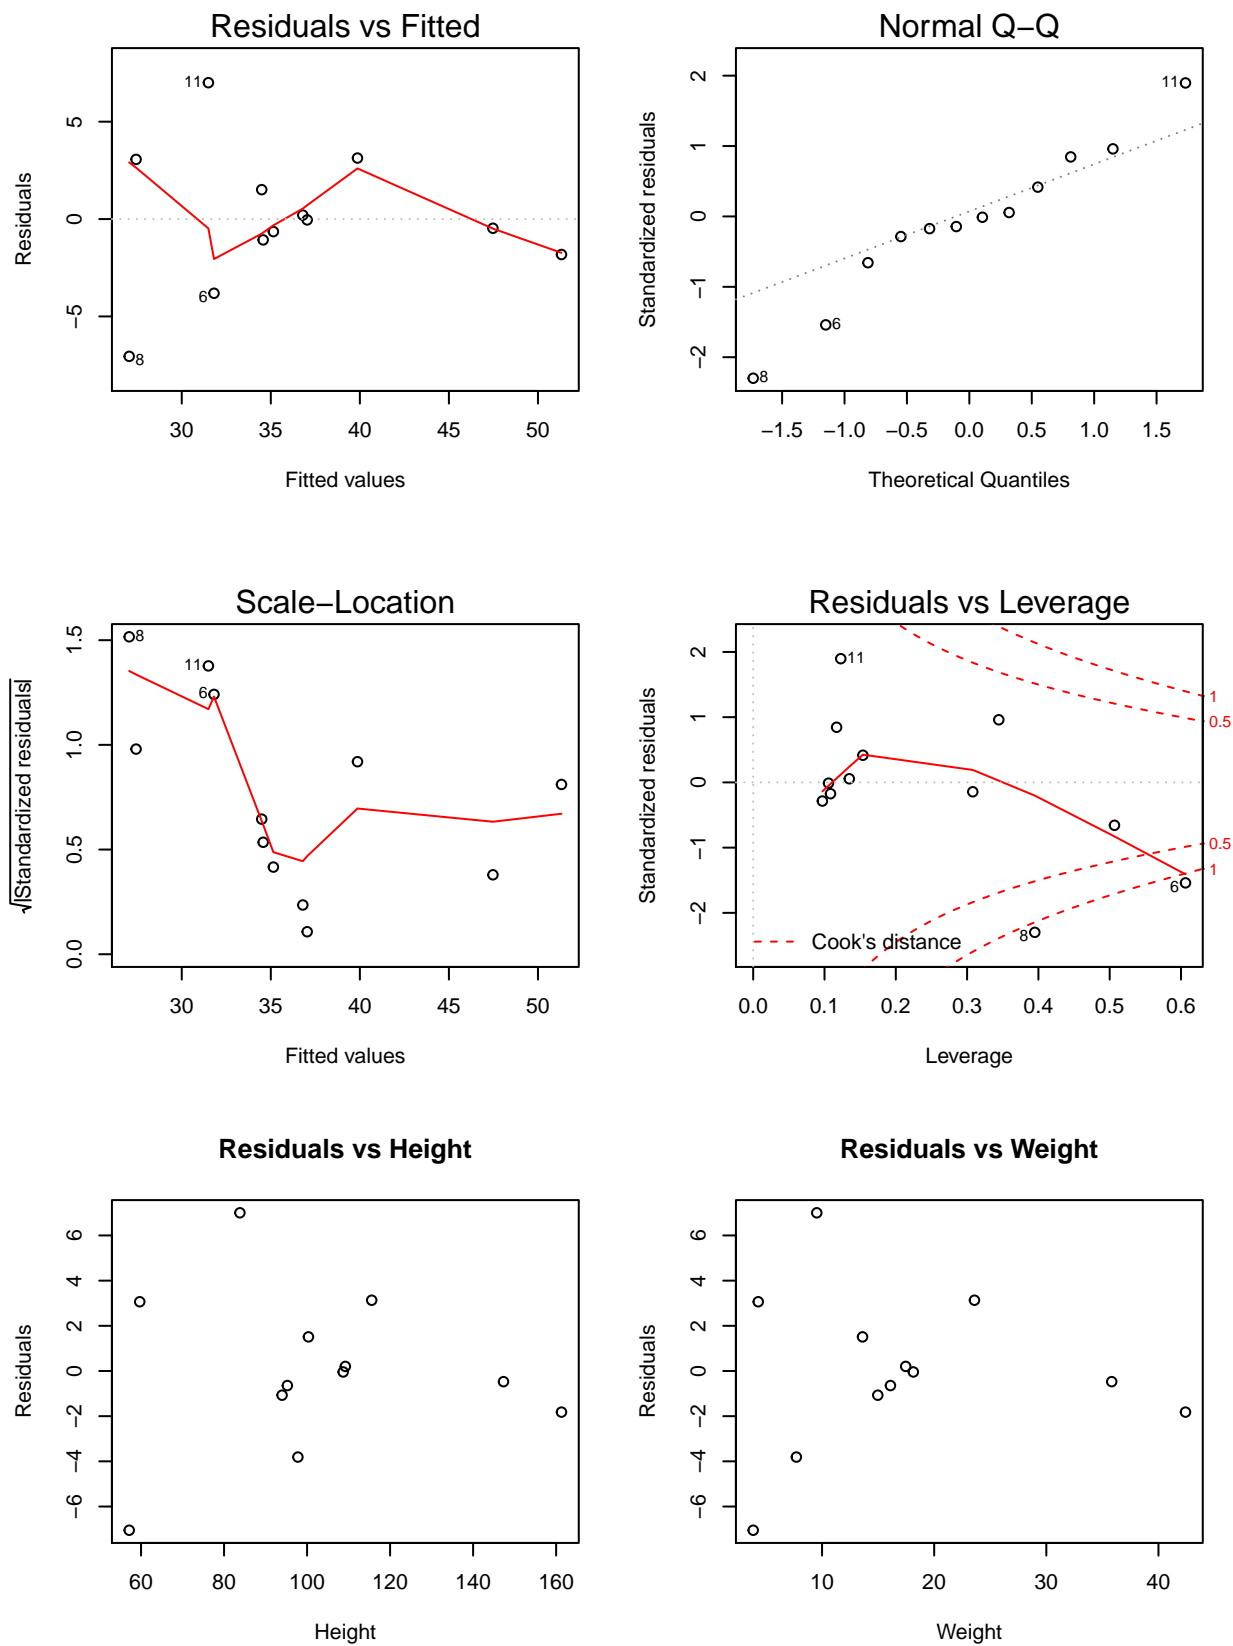 Residuals vs Fitted
Residuals
5
0
−5
11
6
8
30 35 40 45 50
Fitted values
Normal Q−Q
Standardized residuals
2
1
0
−1
−2
11
6
8
−1.5 −1.0 −0.5 0.0 0.5 1.0 1.5
Theoretical Quantiles
Scale−Location
√|Standardized residuals|
1.5
1.0
0.5
0.0
8
11
6
30 35 40 45 50
Fitted values
Residuals vs Leverage
Standardized residuals
2
1
0
−1
−2
11
1
0.5
0.5
1
6
8
Cook's distance
0.0 0.1 0.2 0.3 0.4 0.5 0.6
Leverage
Residuals vs Height
Residuals
6
4
2
0
−2
−4
−6
60 80 100 120 140 160
Height
Residuals vs Weight
Residuals
6
4
2
0
−2
−4
−6
10 20 30 40
Weight